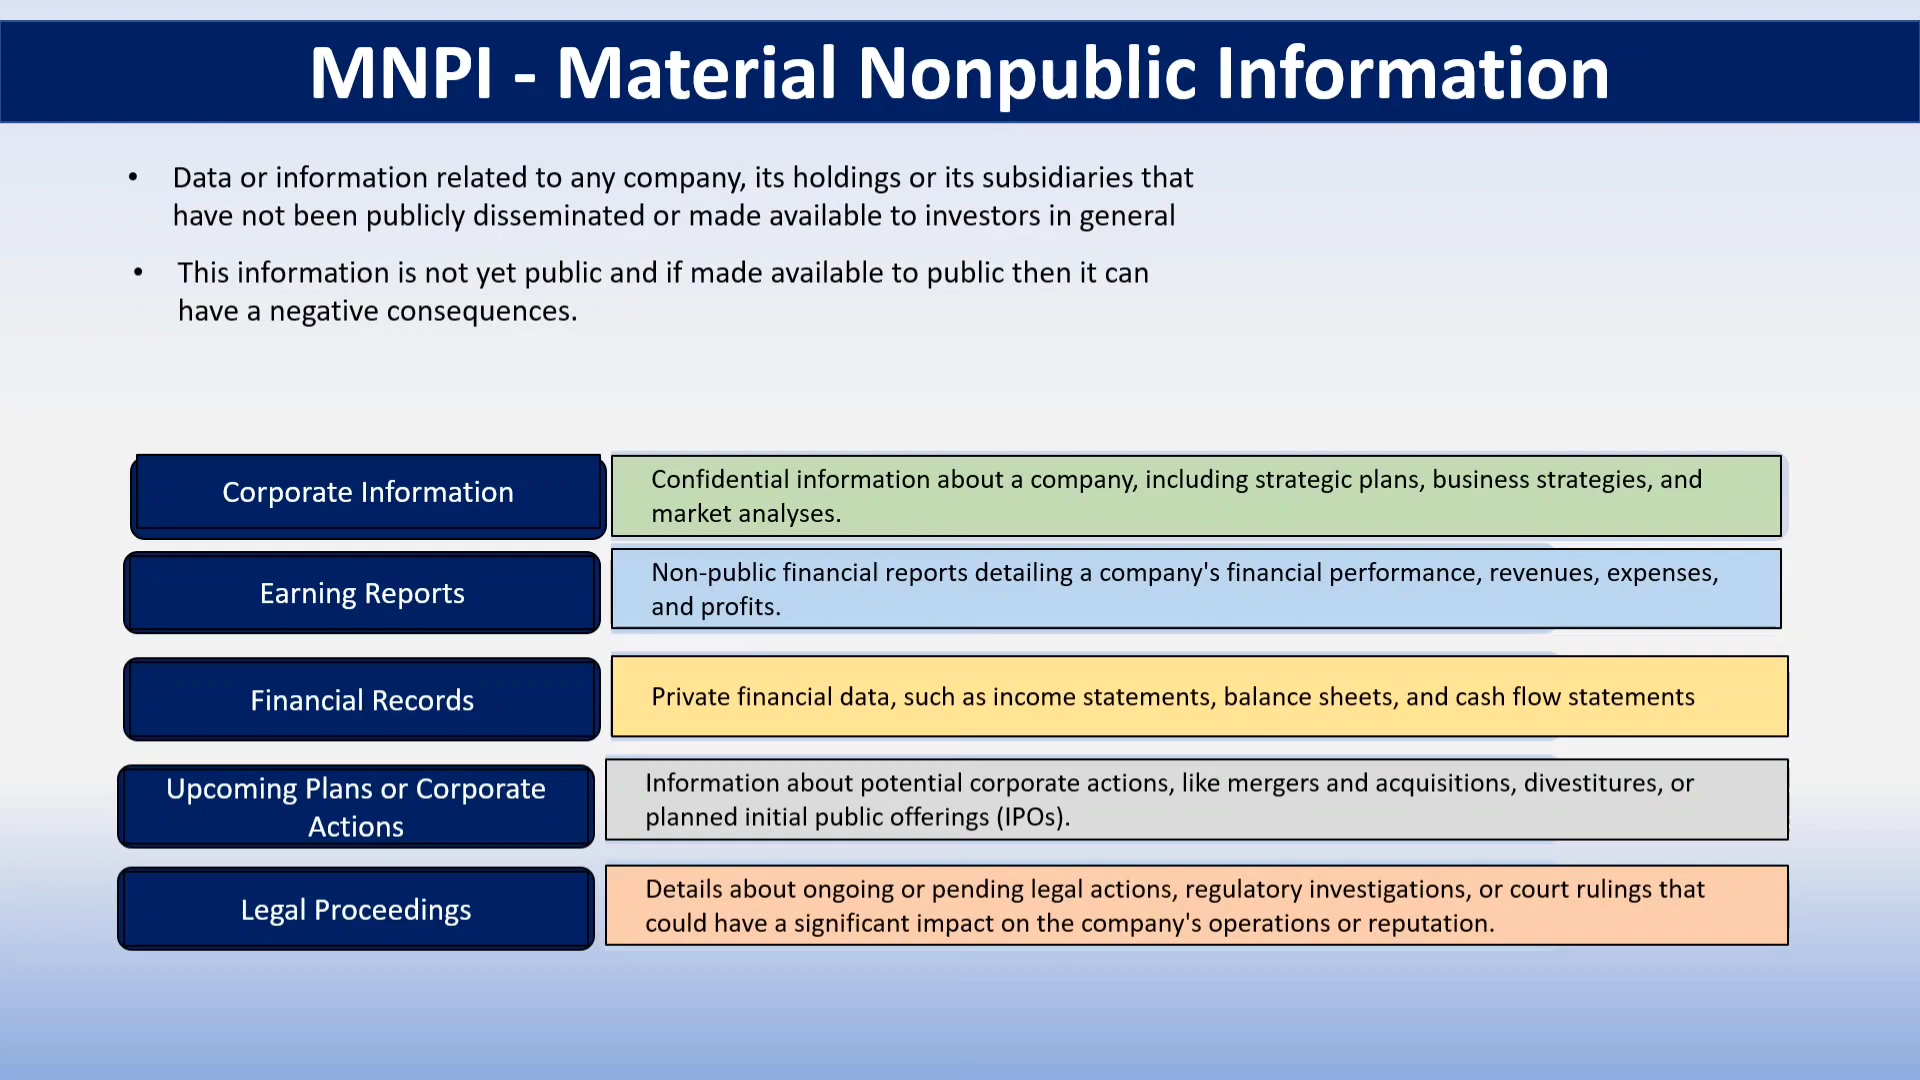 MNPI - Material Nonpublic Information
• Data or information related to any company, its holdings or its subsidiaries that
have not been publicly disseminated or made available to investors in general
• This information is not yet public and if made available to public then it can
have a negative consequences.
Corporate Information
Confidential information about a company, including strategic plans, business strategies, and
market analyses.
Earning Reports
Non-public financial reports detailing a company's financial performance, revenues, expenses,
and profits.
Financial Records
Private financial data, such as income statements, balance sheets, and cash flow statements
Upcoming Plans or Corporate
Actions
Information about potential corporate actions, like mergers and acquisitions, divestitures, or
planned initial public offerings (IPOs).
Legal Proceedings
Details about ongoing or pending legal actions, regulatory investigations, or court rulings that
could have a significant impact on the company's operations or reputation.